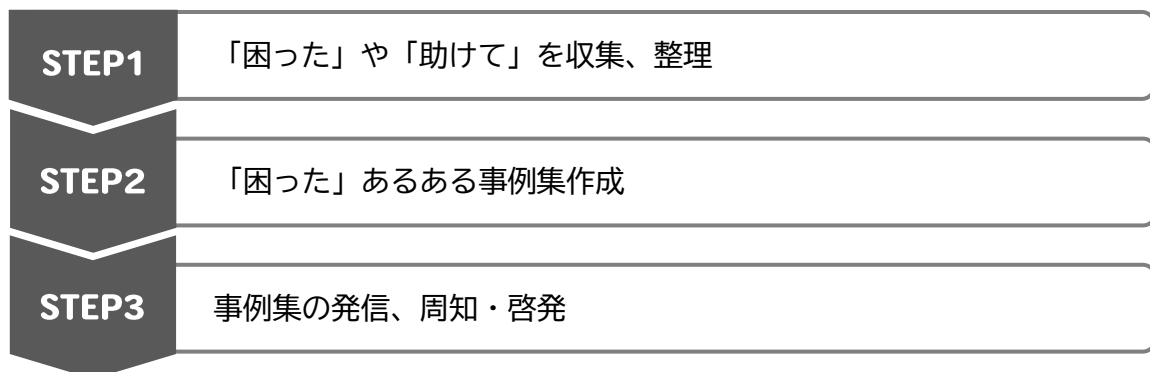 STEP1
「困った」や「助けて」を収集、整理
STEP2
「困った」あるある事例集作成
STEP3
事例集の発信、周知・啓発